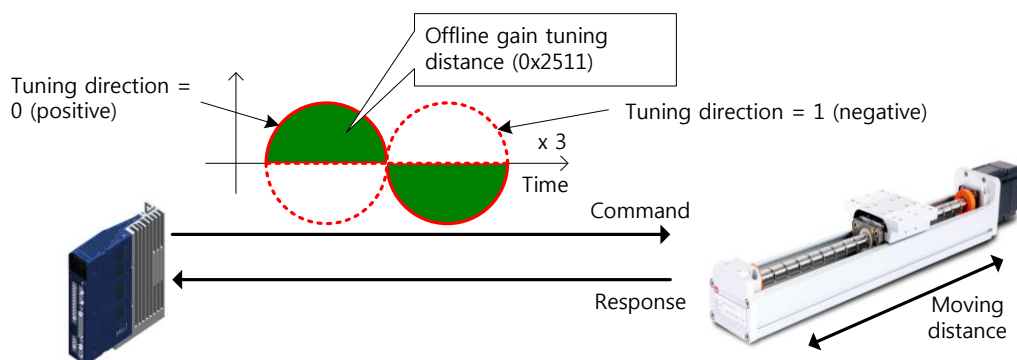 Offline gain tuning
distance (0x2511)
Tuning direction =
0 (positive)
Tuning direction = 1 (negative)
x 3
Time
Command
Response
Moving
distance